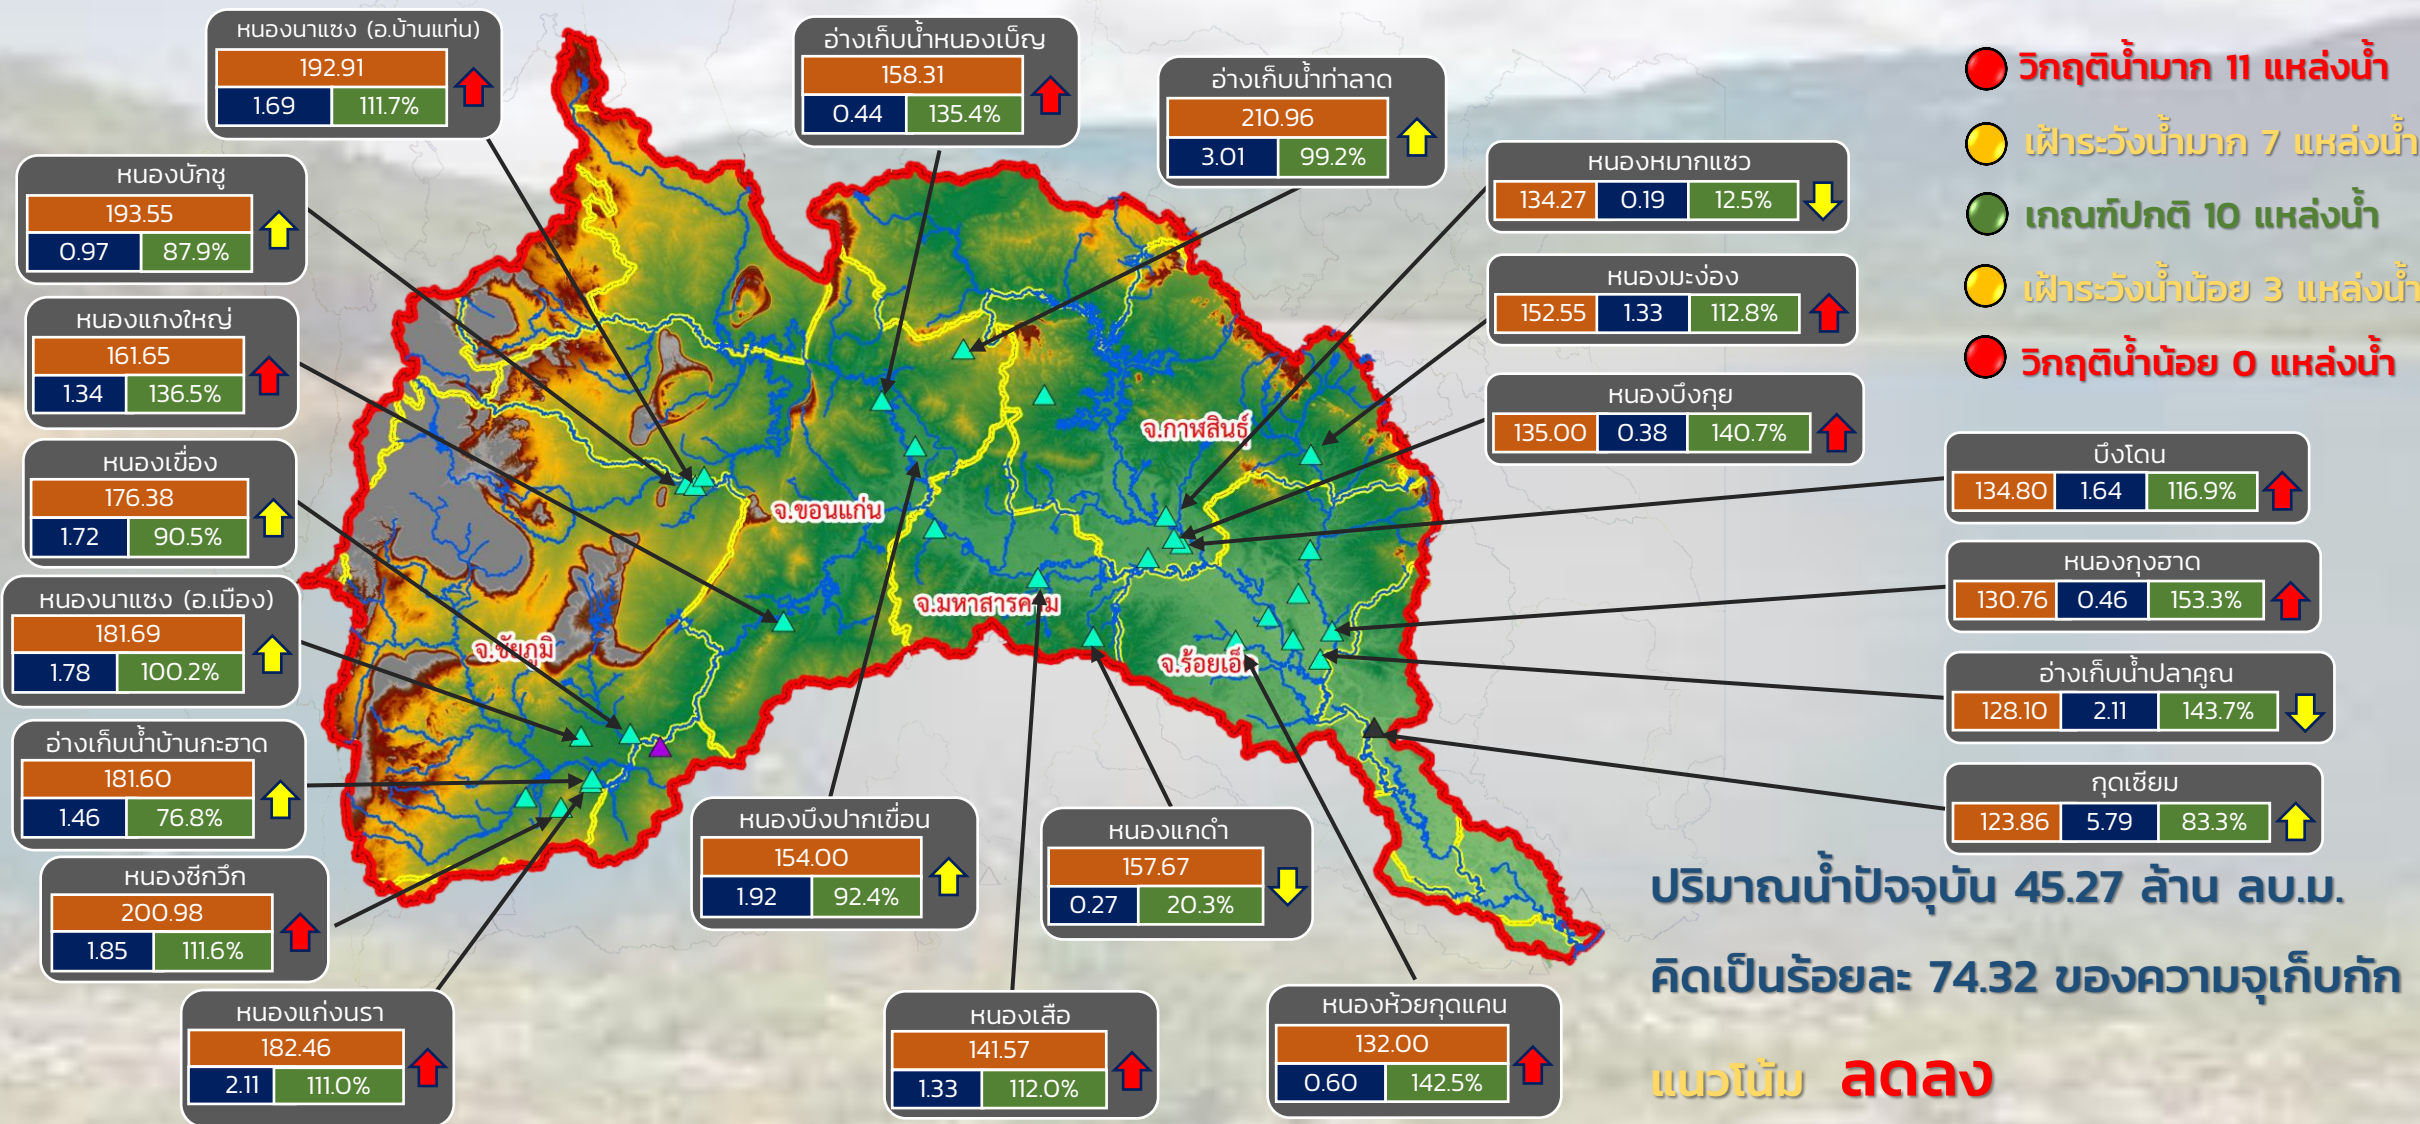 หนองนาแซง (อ.บ้านแท่น)
192.91
1.69 111.7%
อ่างเก็บน้ำหนองเบ็ญ
158.31
0.44 135.4%
อ่างเก็บน้ำท่าลาด
210.96
3.01 99.2%
วิกฤติน้ำมาก 11 แหล่งน้ำ
เฝ้าระวังน้ำมาก 7 แหล่งน้ำ
เกณฑ์ปกติ 10 แหล่งน้ำ
เฝ้าระวังน้ำน้อย 3 แหล่งน้ำ
วิกฤติน้ำน้อย 0 แหล่งน้ำ
หนองบักชู
193.55
0.97 87.9%
หนองหมากแซว
134.27 0.19 12.5%
หนองมะง่อง
152.55 1.33 112.8%
หนองแกงใหญ่
161.65
1.34 136.5%
หนองบึงกุย
135.00 0.38 140.7%
จ.กาฬสินธุ์
จ.ขอนแก่น
จ.มหาสารคาม
จ.ชัยภูมิ
จ.ร้อยเอ็ด
หนองเขื่อง
176.38
1.72 90.5%
บึงโดน
134.80 1.64 116.9%
หนองกุงฮาด
130.76 0.46 153.3%
หนองนาแซง (อ.เมือง)
181.69
1.78 100.2%
อ่างเก็บน้ำปลาคูณ
128.10 2.11 143.7%
อ่างเก็บน้ำบ้านกะฮาด
181.60
1.46 76.8%
กุดเซียม
123.86 5.79 83.3%
หนองบึงปากเขื่อน
154.00
1.92 92.4%
หนองแกดำ
157.67
0.27 20.3%
หนองซีกวึก
200.98
1.85 111.6%
หนองแก่งนรา
182.46
2.11 111.0%
หนองเสือ
141.57
1.33 112.0%
หนองห้วยกุดแคน
132.00
0.60 142.5%
ปริมาณน้ำปัจจุบัน 45.27 ล้าน ลบ.ม.
คิดเป็นร้อยละ 74.32 ของความจุเก็บกัก
แนวโน้ม ลดลง